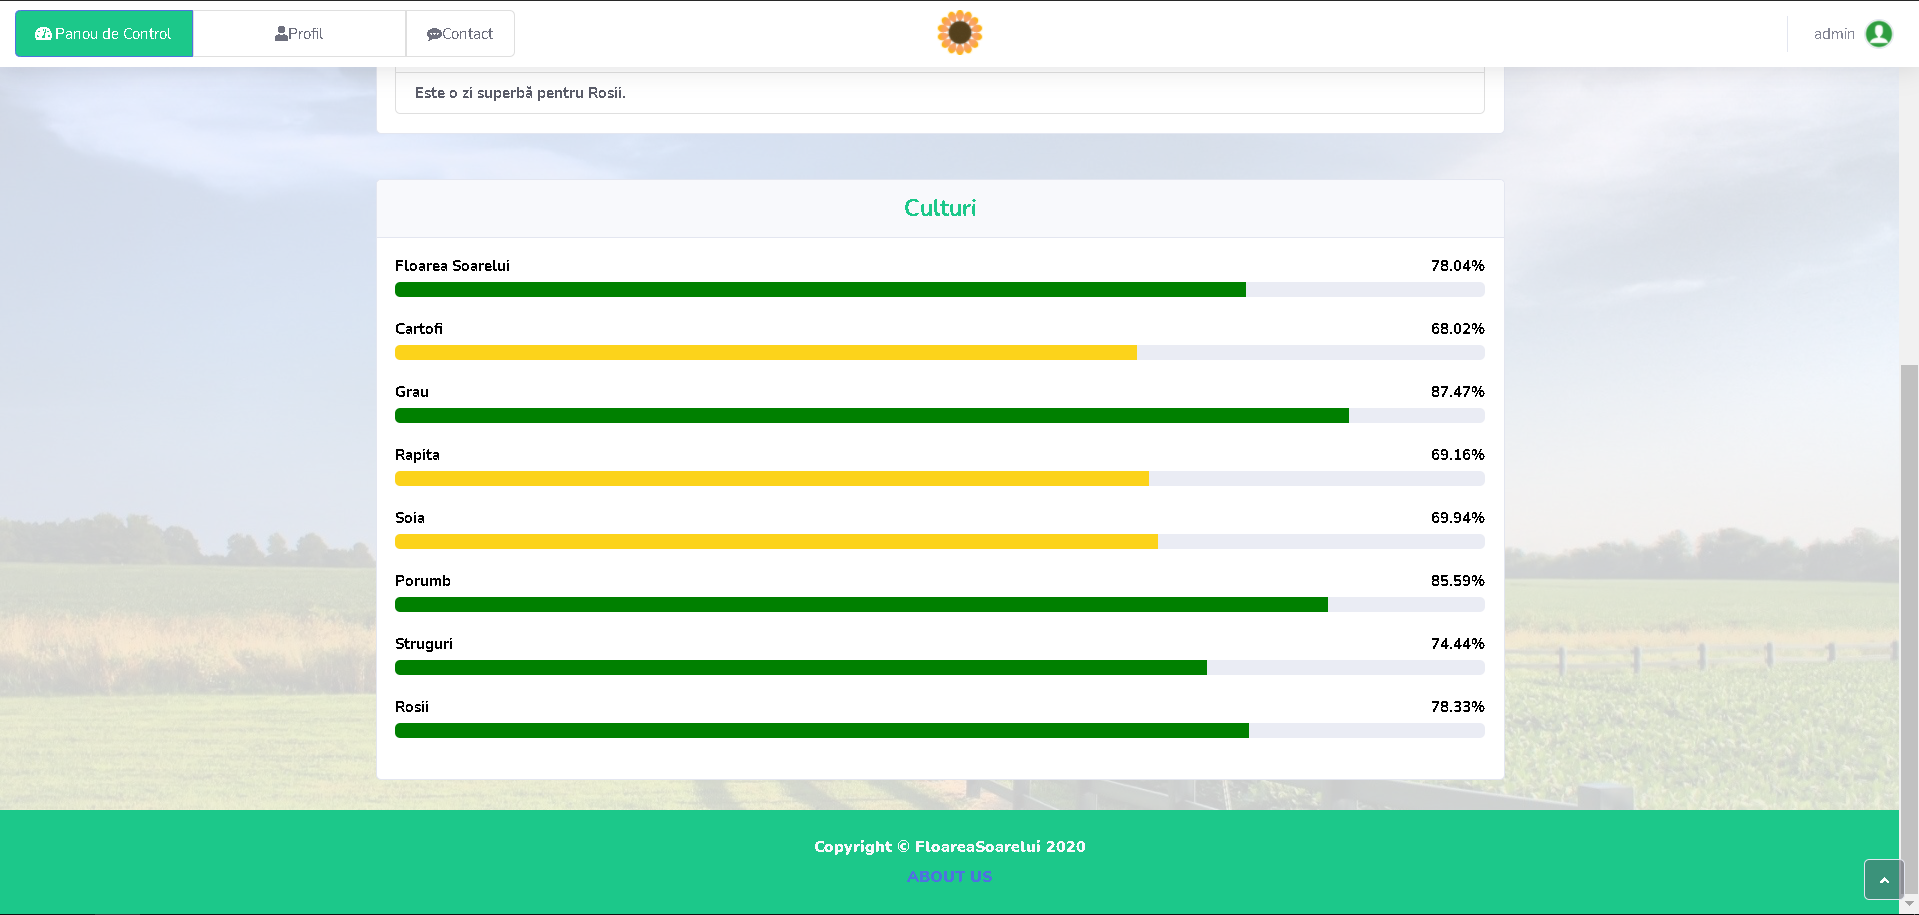 Panou de Control
Profil
Contact
admin
Este o zi superbă pentru Rosii.
Culturi
Floarea Soarelui 78.04%
Cartofi 68.02%
Grau 87.47%
Rapita 69.16%
Soia 69.94%
Porumb 85.59%
Struguri 74.44%
Rosii 78.33%
Copyright © FloareaSoarelui 2020
ABOUT US